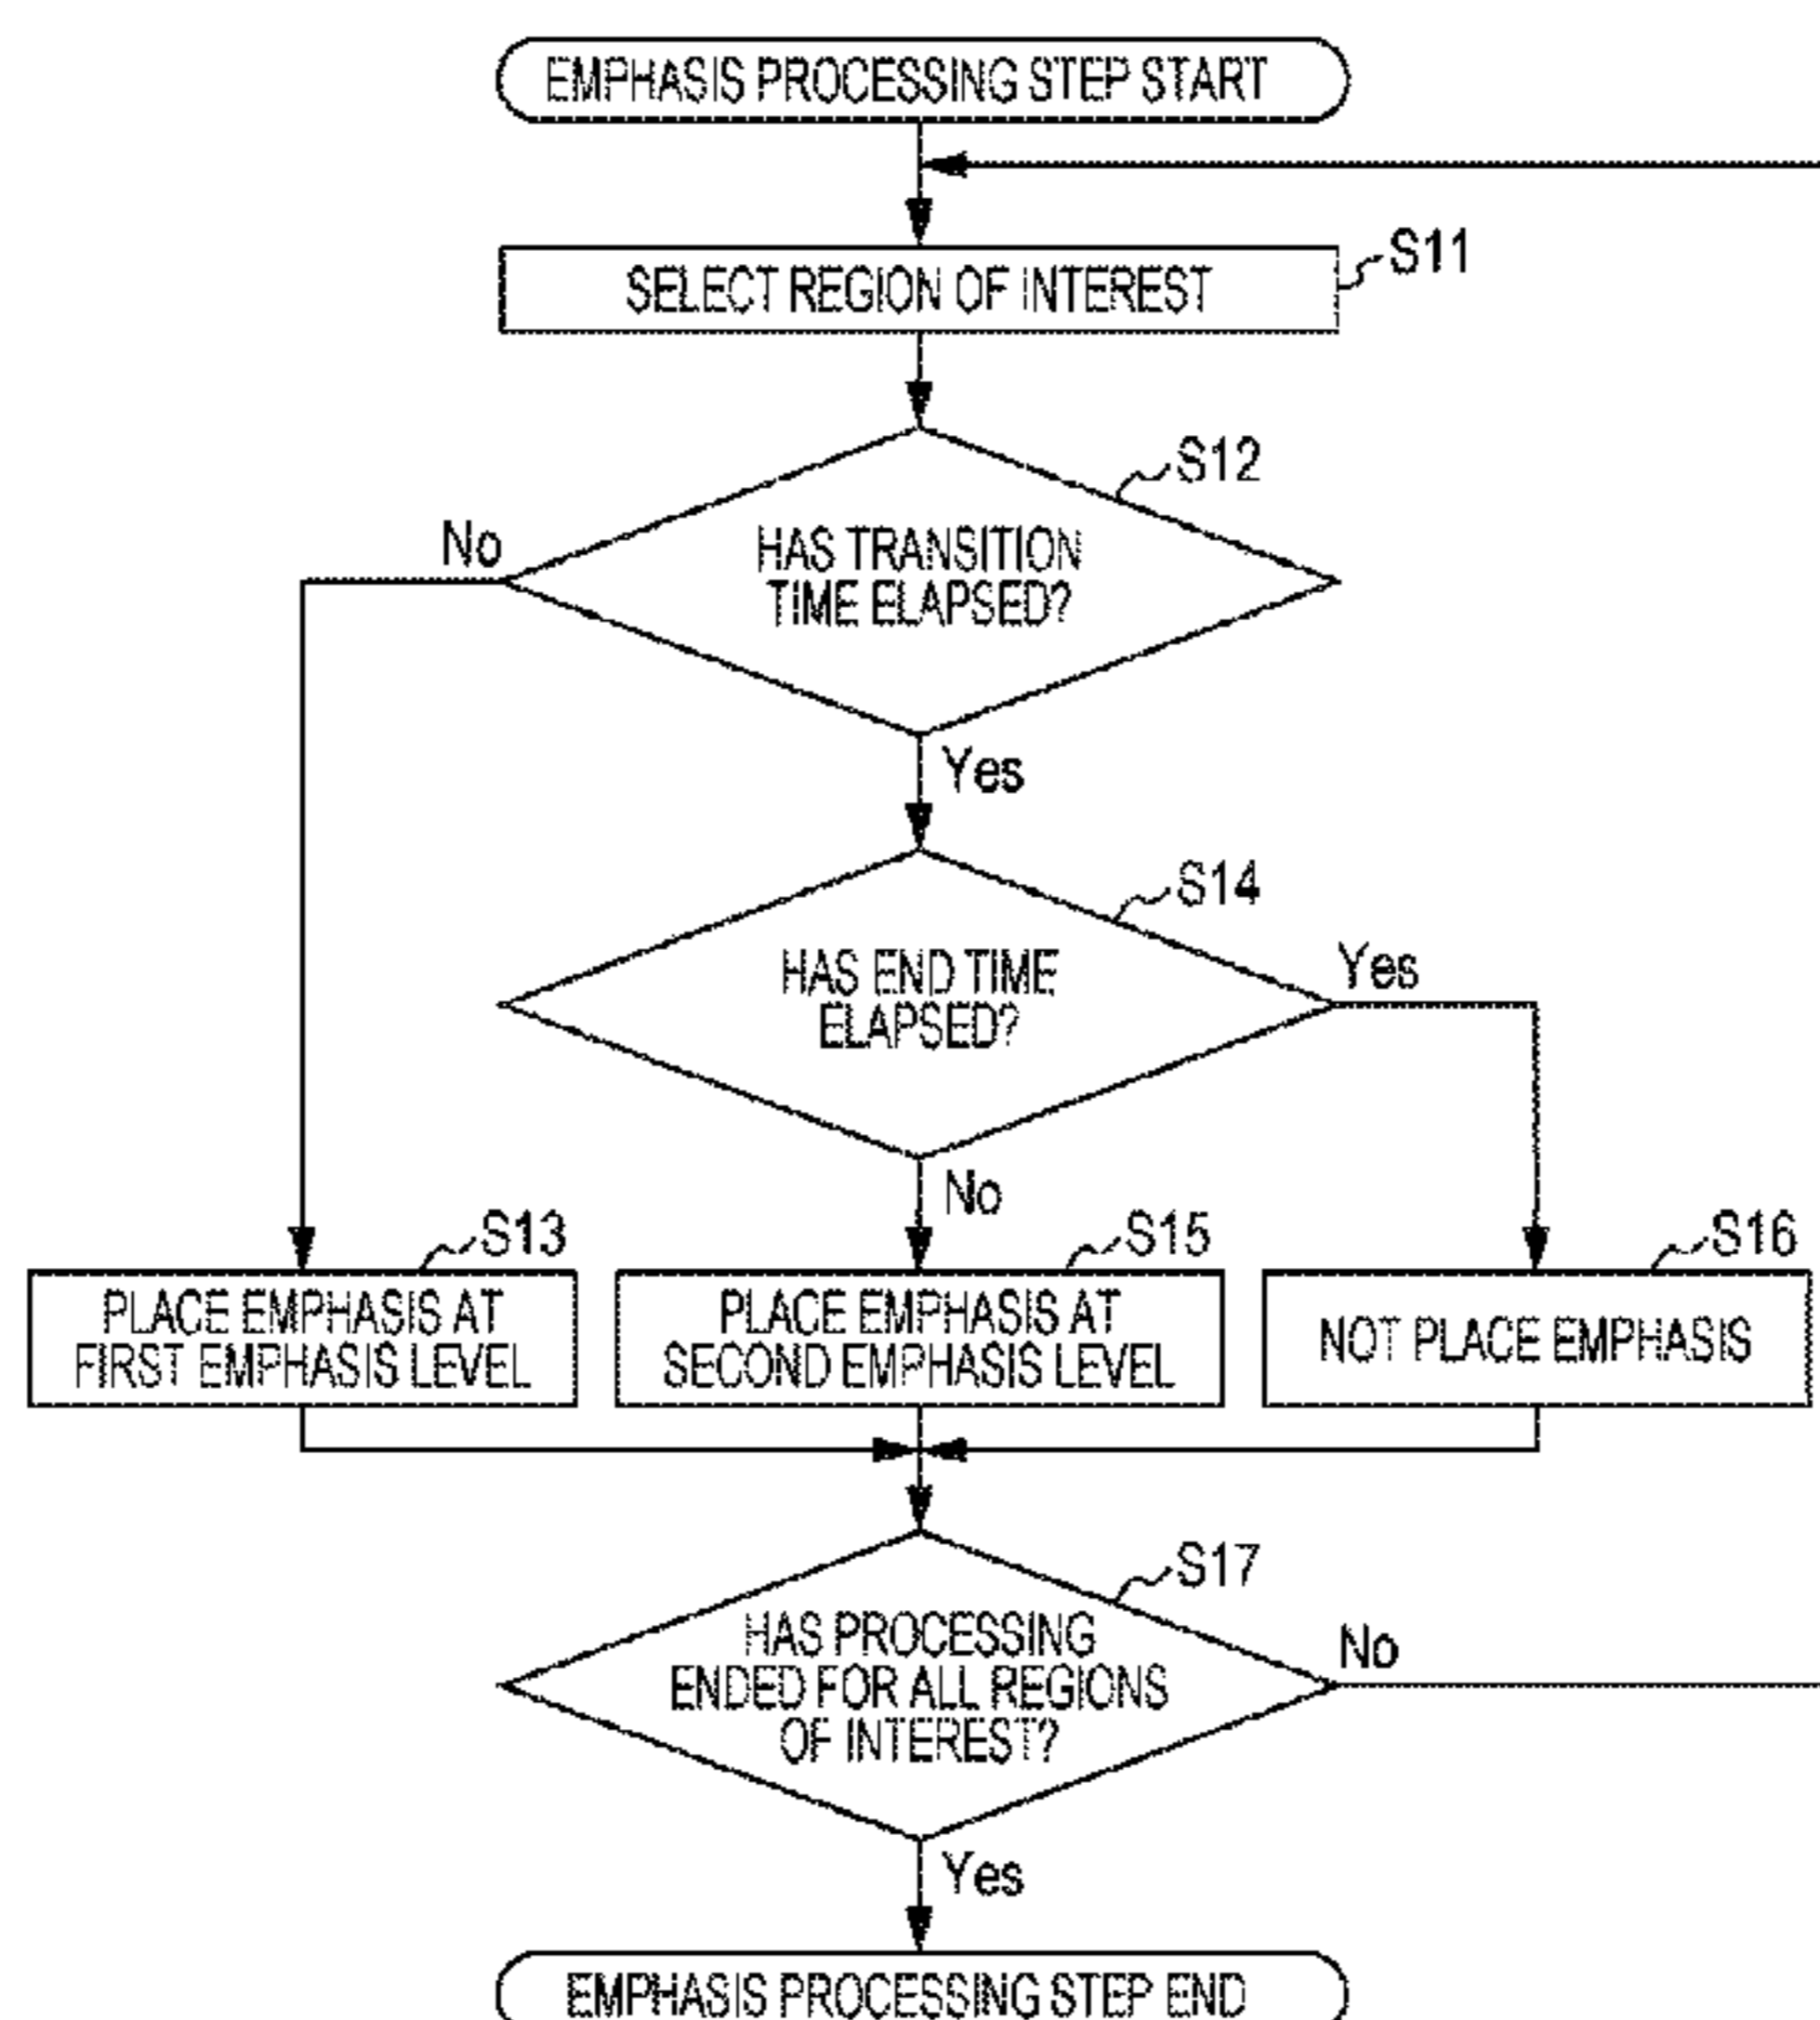 EMPHASIS PROCESSING STEP START
S11
SELECT REGION OF INTEREST
S12
No
HAS TRANSITION
TIME ELAPSED?
Yes
S14
HAS END TIME
ELAPSED?
Yes
No
S13
PLACE EMPHASIS AT
FIRST EMPHASIS LEVEL
S15
PLACE EMPHASIS AT
SECOND EMPHASIS LEVEL
S16
NOT PLACE EMPHASIS
S17
HAS PROCESSING
ENDED FOR ALL REGIONS
OF INTEREST?
No
Yes
EMPHASIS PROCESSING STEP END